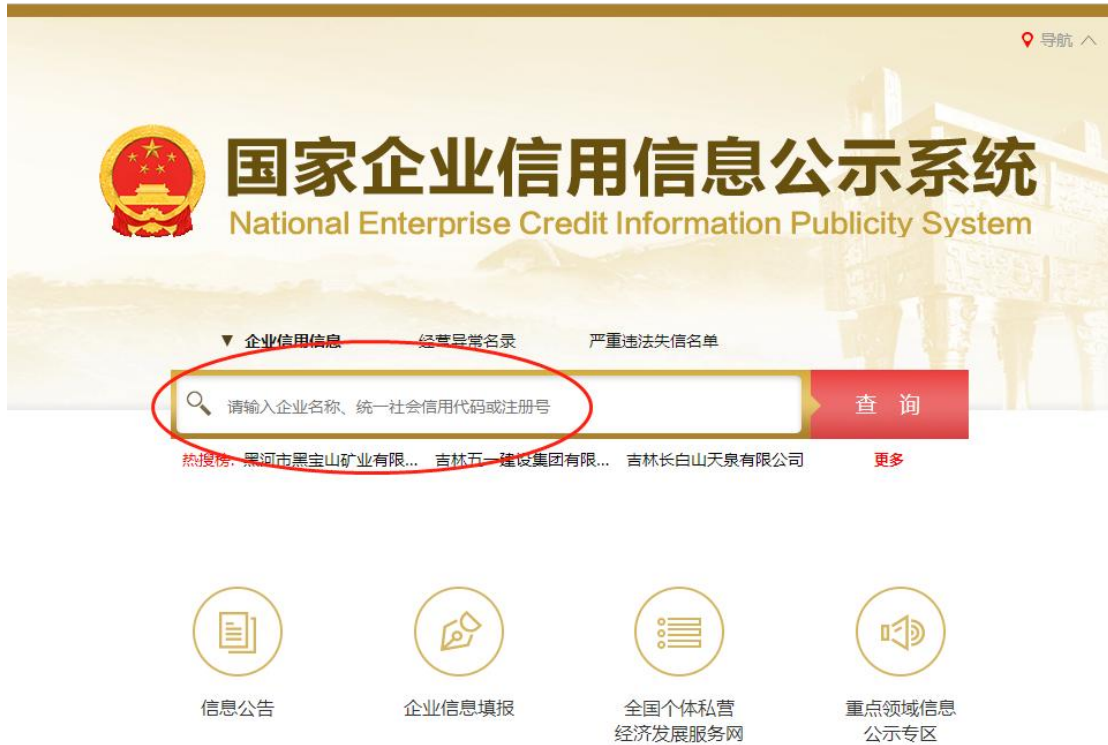 导航
国家企业信用信息公示系统
National Enterprise Credit Information Publicity System
企业信用信息 经营异常名录 严重违法失信名单
请输入企业名称、统一社会信用代码或注册号
查 询
热搜榜: 黑河市黑宝山矿业有限... 吉林五一建设集团有限... 吉林长白山天泉有限公司 更多
信息公告 企业信息填报 全国个体私营 重点领域信息
经济发展服务网 公示专区